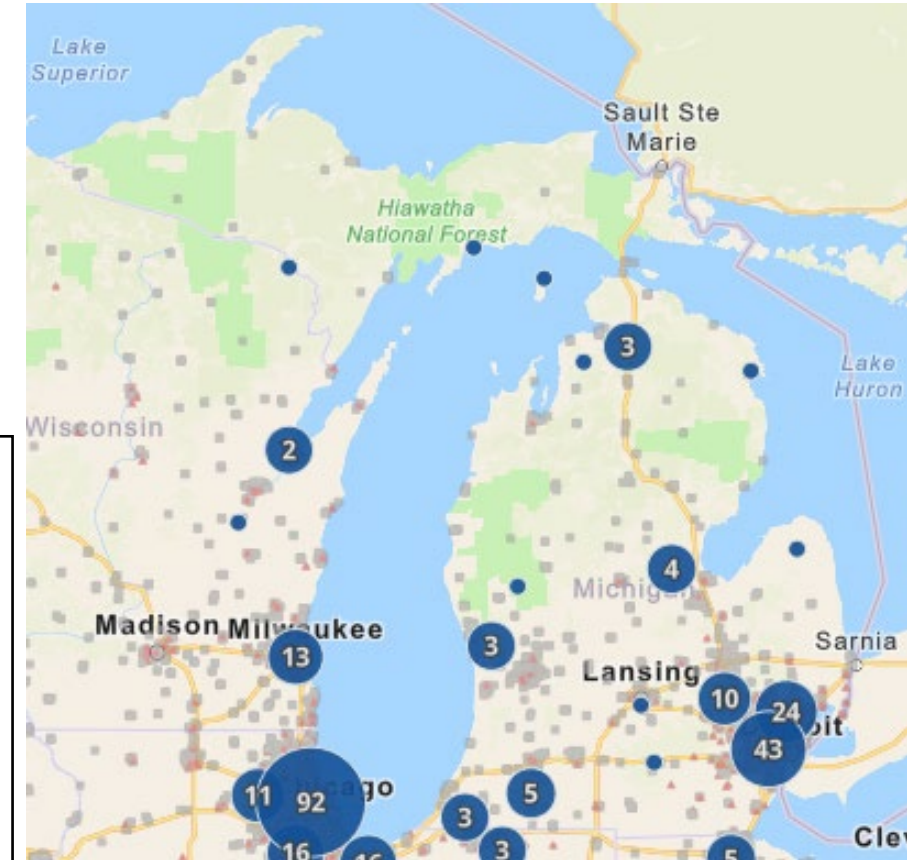 Lake
Superior
Sault Ste
Marie
Hiawatha
National Forest
3
Lake
Huron
Wisconsin
2
4
Michigan
Madison
Milwaukee
13
3
Sarnia
Lansing
10
24
43
11
92
5
3
3
16
5